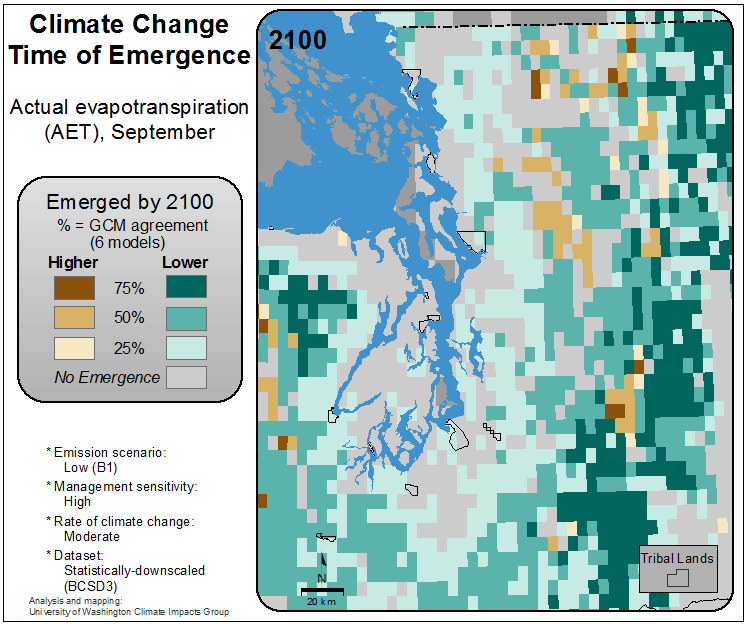 Climate Change
Time of Emergence
Actual evapotranspiration
(AET), September
Emerged by 2100
% = GCM agreement
(6 models)
Higher Lower
75%
50%
25%
No Emergence
* Emission scenario:
Low (B1)
* Management sensitivity:
High
* Rate of climate change:
Moderate
* Dataset:
Statistically-downscaled
(BCSD3)
Analysis and mapping:
University of Washington Climate Impacts Group
2100
N
20 km
Tribal Lands